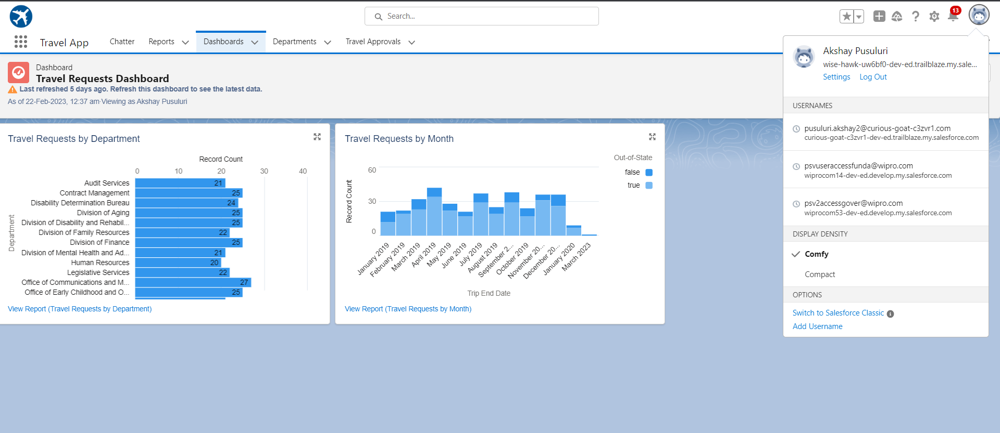 Search...
13
Travel App
Chatter
Reports
Dashboards
Departments
Travel Approvals
Dashboard
Travel Requests Dashboard
Last refreshed 5 days ago. Refresh this dashboard to see the latest data.
As of 22-Feb-2023, 12:37 am·Viewing as Akshay Pusuluri
Travel Requests by Department
Record Count
0 10 20 30 40
Department
Audit Services 21
Contract Management 25
Disability Determination Bureau 24
Division of Aging 25
Division of Disability and Rehabil... 25
Division of Family Resources 22
Division of Finance 25
Division of Mental Health and Ad... 21
Human Resources 20
Legislative Services 22
Office of Communications and M... 27
Office of Early Childhood and O... 25
View Report (Travel Requests by Department)
Travel Requests by Month
Out-of-State
false
true
Record Count
60
30
0
January 2019
February 2019
March 2019
April 2019
May 2019
June 2019
July 2019
August 2019
September 2...
October 2019
November 20...
December 20...
January 2020
March 2023
Trip End Date
View Report (Travel Requests by Month)
Akshay Pusuluri
wise-hawk-uw6bf0-dev-ed.trailblaze.my.sale...
Settings Log Out
USERNAMES
pusuluri.akshay2@curious-goat-c3zvr1.com
curious-goat-c3zvr1-dev-ed.trailblaze.my.salesforce.com
psvuseraccessfunda@wipro.com
wiprocom14-dev-ed.develop.my.salesforce.com
psv2accessgover@wipro.com
wiprocom53-dev-ed.develop.my.salesforce.com
DISPLAY DENSITY
Comfy
Compact
OPTIONS
Switch to Salesforce Classic
Add Username